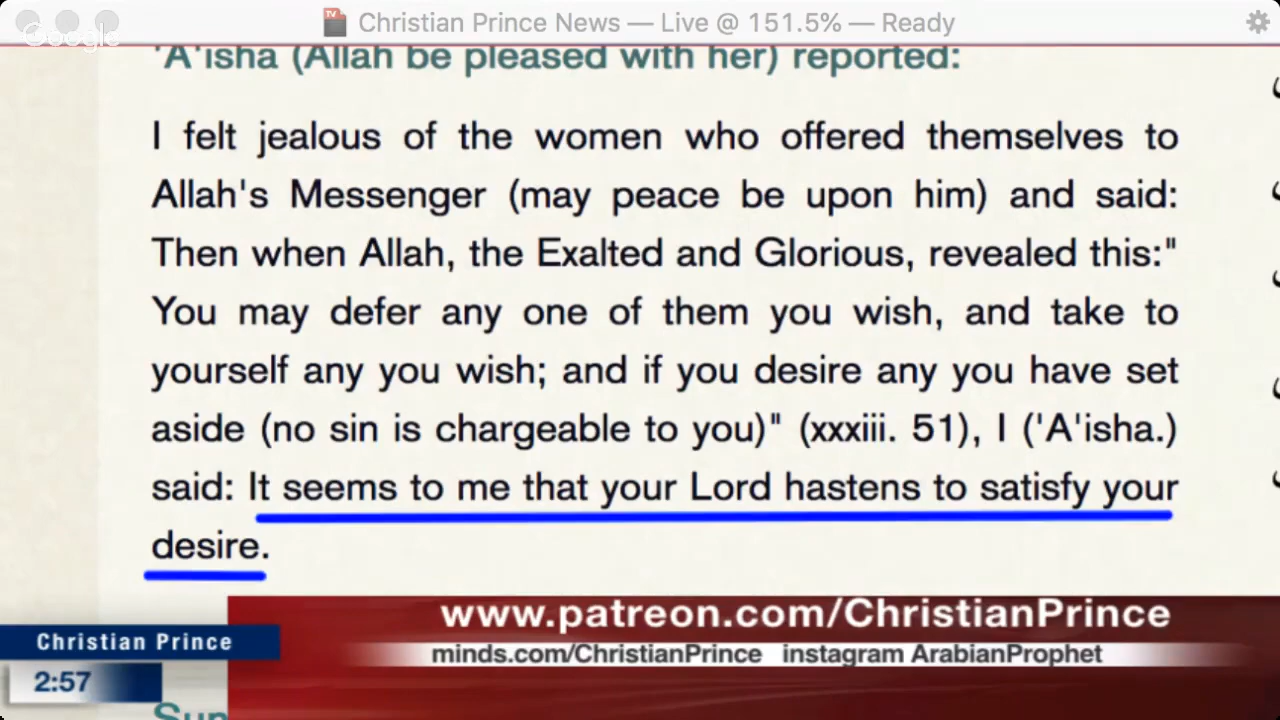 Christian Prince News — Live @ 151.5% — Ready
Google
TV
'A'isha (Allah be pleased with her) reported:
I felt jealous of the women who offered themselves to
Allah's Messenger (may peace be upon him) and said:
Then when Allah, the Exalted and Glorious, revealed this:"
You may defer any one of them you wish, and take to
yourself any you wish; and if you desire any you have set
aside (no sin is chargeable to you)" (xxxiii. 51), I ('A'isha.)
said: It seems to me that your Lord hastens to satisfy your
desire.
www.patreon.com/ChristianPrince
Christian Prince
minds.com/ChristianPrince instagram ArabianProphet
2:57